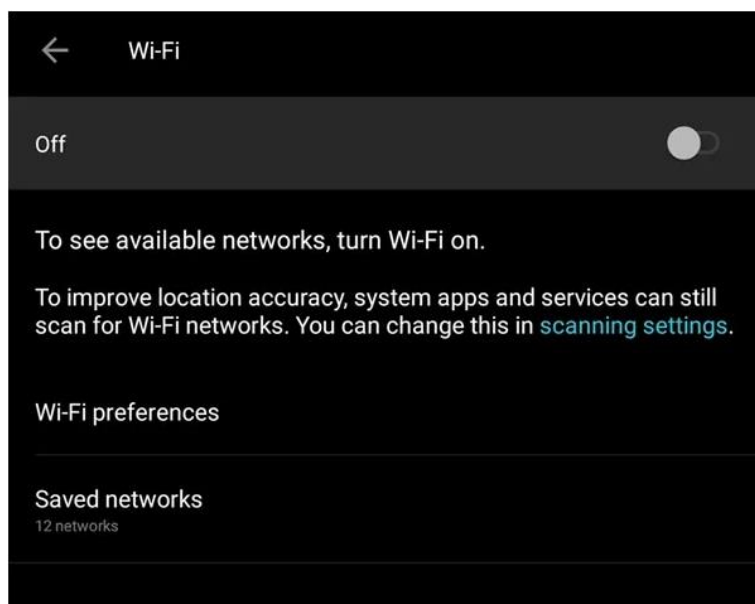 Wi-Fi
Off
To see available networks, turn Wi-Fi on.
To improve location accuracy, system apps and services can still
scan for Wi-Fi networks. You can change this in scanning settings.
Wi-Fi preferences
Saved networks
12 networks